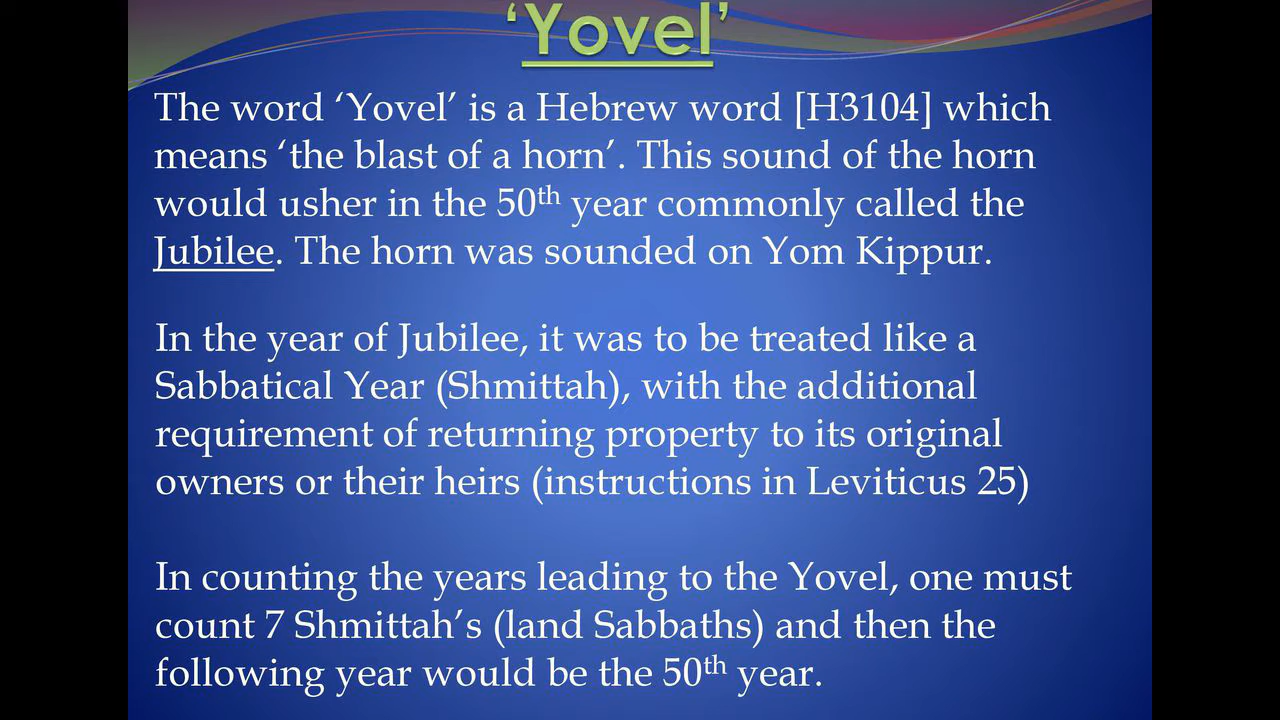 ‘Yovel’
The word ‘Yovel’ is a Hebrew word [H3104] which
means ‘the blast of a horn’. This sound of the horn
would usher in the 50th year commonly called the
Jubilee. The horn was sounded on Yom Kippur.
In the year of Jubilee, it was to be treated like a
Sabbatical Year (Shmittah), with the additional
requirement of returning property to its original
owners or their heirs (instructions in Leviticus 25)
In counting the years leading to the Yovel, one must
count 7 Shmittah’s (land Sabbaths) and then the
following year would be the 50th year.